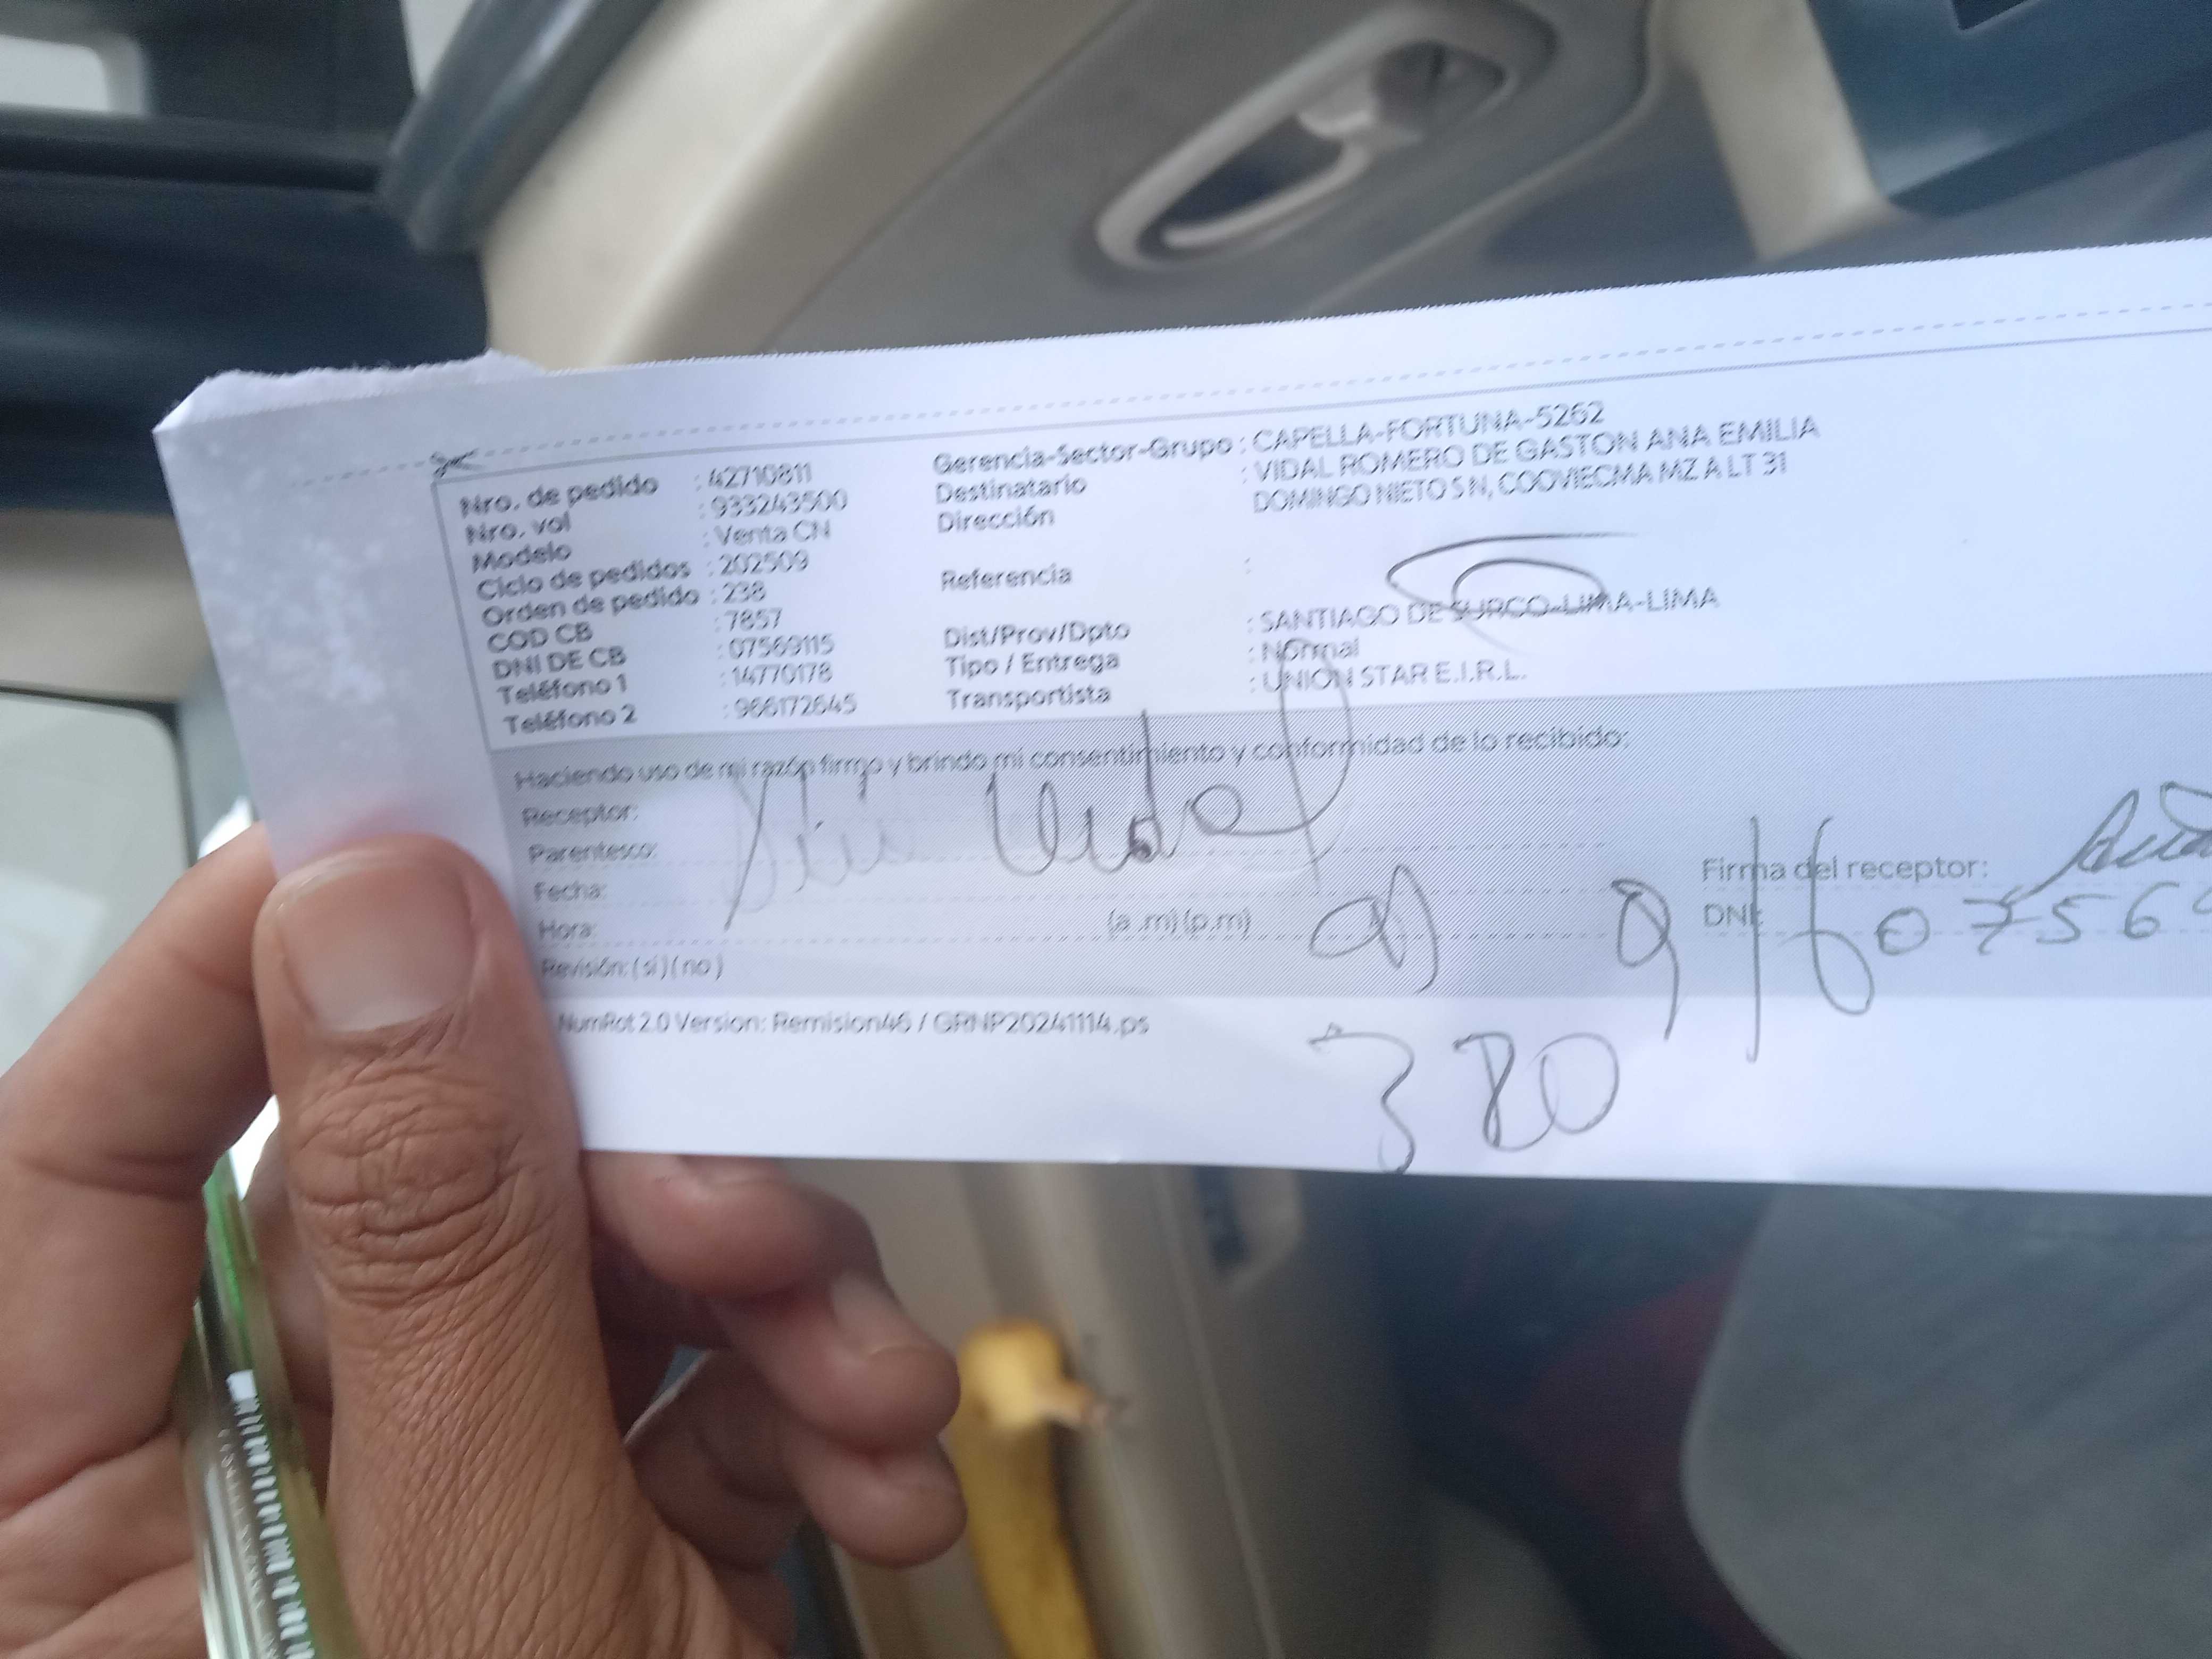 Nro. de pedido : 42710811
Nro. vol : 933243500
Modelo : Venta CN
Ciclo de pedidos : 202509
Orden de pedido : 238
COD CB : 7857
DNI DE CB : 07569115
Teléfono 1 : 14770178
Teléfono 2 : 966172645
Gerencia-Sector-Grupo : CAPELLA-FORTUNA-5262
Destinatario : VIDAL ROMERO DE GASTON ANA EMILIA
Dirección DOMINGO NIETO SN, COOVIECMA MZ A LT 31
Referencia :
Dist/Prov/Dpto : SANTIAGO DE SURCO-LIMA-LIMA
Tipo / Entrega : Normal
Transportista : UNION STAR E.I.R.L.
Haciendo uso de mi razón firmo y brindo mi consentimiento y conformidad de lo recibido:
Receptor: Vidal
Parentesco:
Fecha:
Hora: (a .m) (p.m)
Revisión: ( si ) ( no )
Firma del receptor:
DNI: 0756
NumRot 2.0 Version: Remision46 / GRNP20241114.ps
380